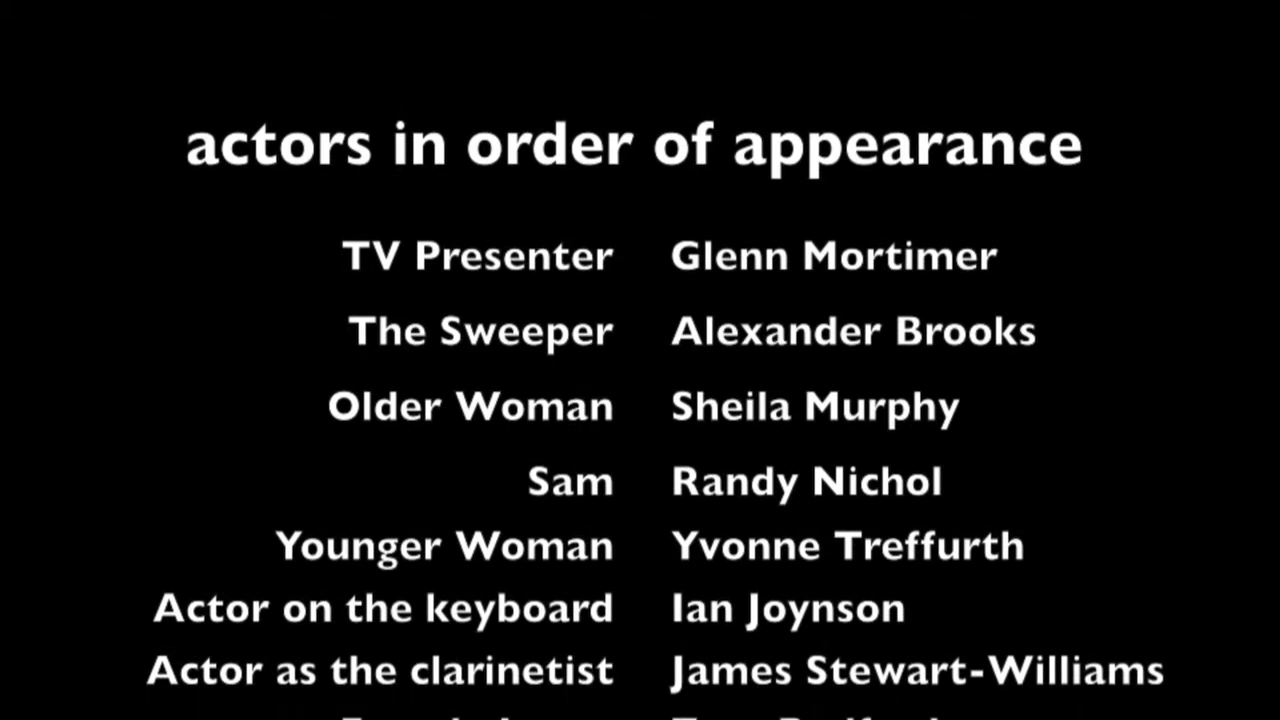 actors in order of appearance
TV Presenter Glenn Mortimer
The Sweeper Alexander Brooks
Older Woman Sheila Murphy
Sam Randy Nichol
Younger Woman Yvonne Treffurth
Actor on the keyboard Ian Joynson
Actor as the clarinetist James Stewart-Williams